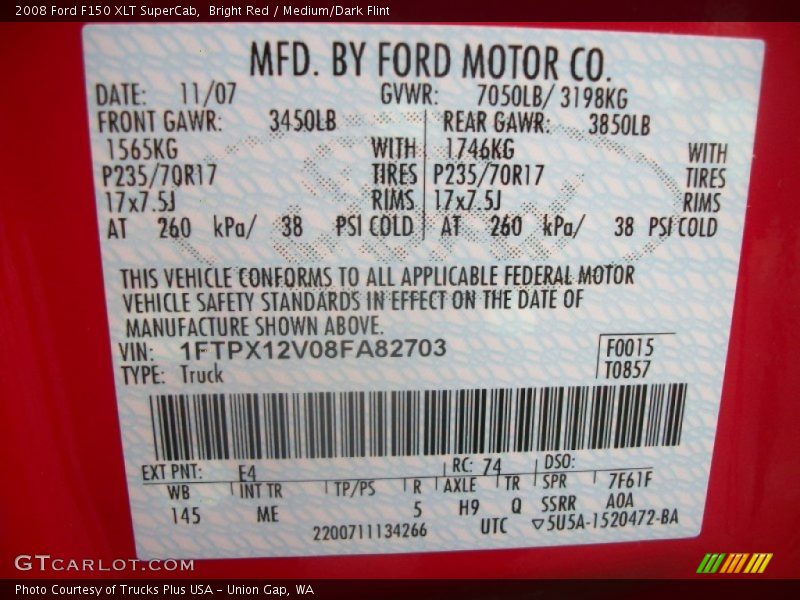 2008 Ford F150 XLT SuperCab,  Bright Red / Medium/Dark Flint
MFD. BY FORD MOTOR CO.
DATE: 11/07 GVWR: 7050LB/ 3198KG
FRONT GAWR: 3450LB REAR GAWR: 3850LB
1565KG WITH 1746KG WITH
P235/70R17 TIRES P235/70R17 TIRES
17x7.5J RIMS 17x7.5J RIMS
AT 260 kPa/ 38 PSI COLD AT 260 kPa/ 38 PSI COLD
THIS VEHICLE CONFORMS TO ALL APPLICABLE FEDERAL MOTOR
VEHICLE SAFETY STANDARDS IN EFFECT ON THE DATE OF
MANUFACTURE SHOWN ABOVE.
VIN: 1FTPX12V08FA82703 F0015
TYPE: Truck T0857
EXT PNT: E4 RC: 74 DSO:
WB INT TR TP/PS R AXLE TR SPR 7F61F
145 ME 5 H9 Q SSRR A0A
2200711134266 UTC ▽5U5A-1520472-BA
GTCARLOT.COM
Photo Courtesy of Trucks Plus USA – Union Gap, WA